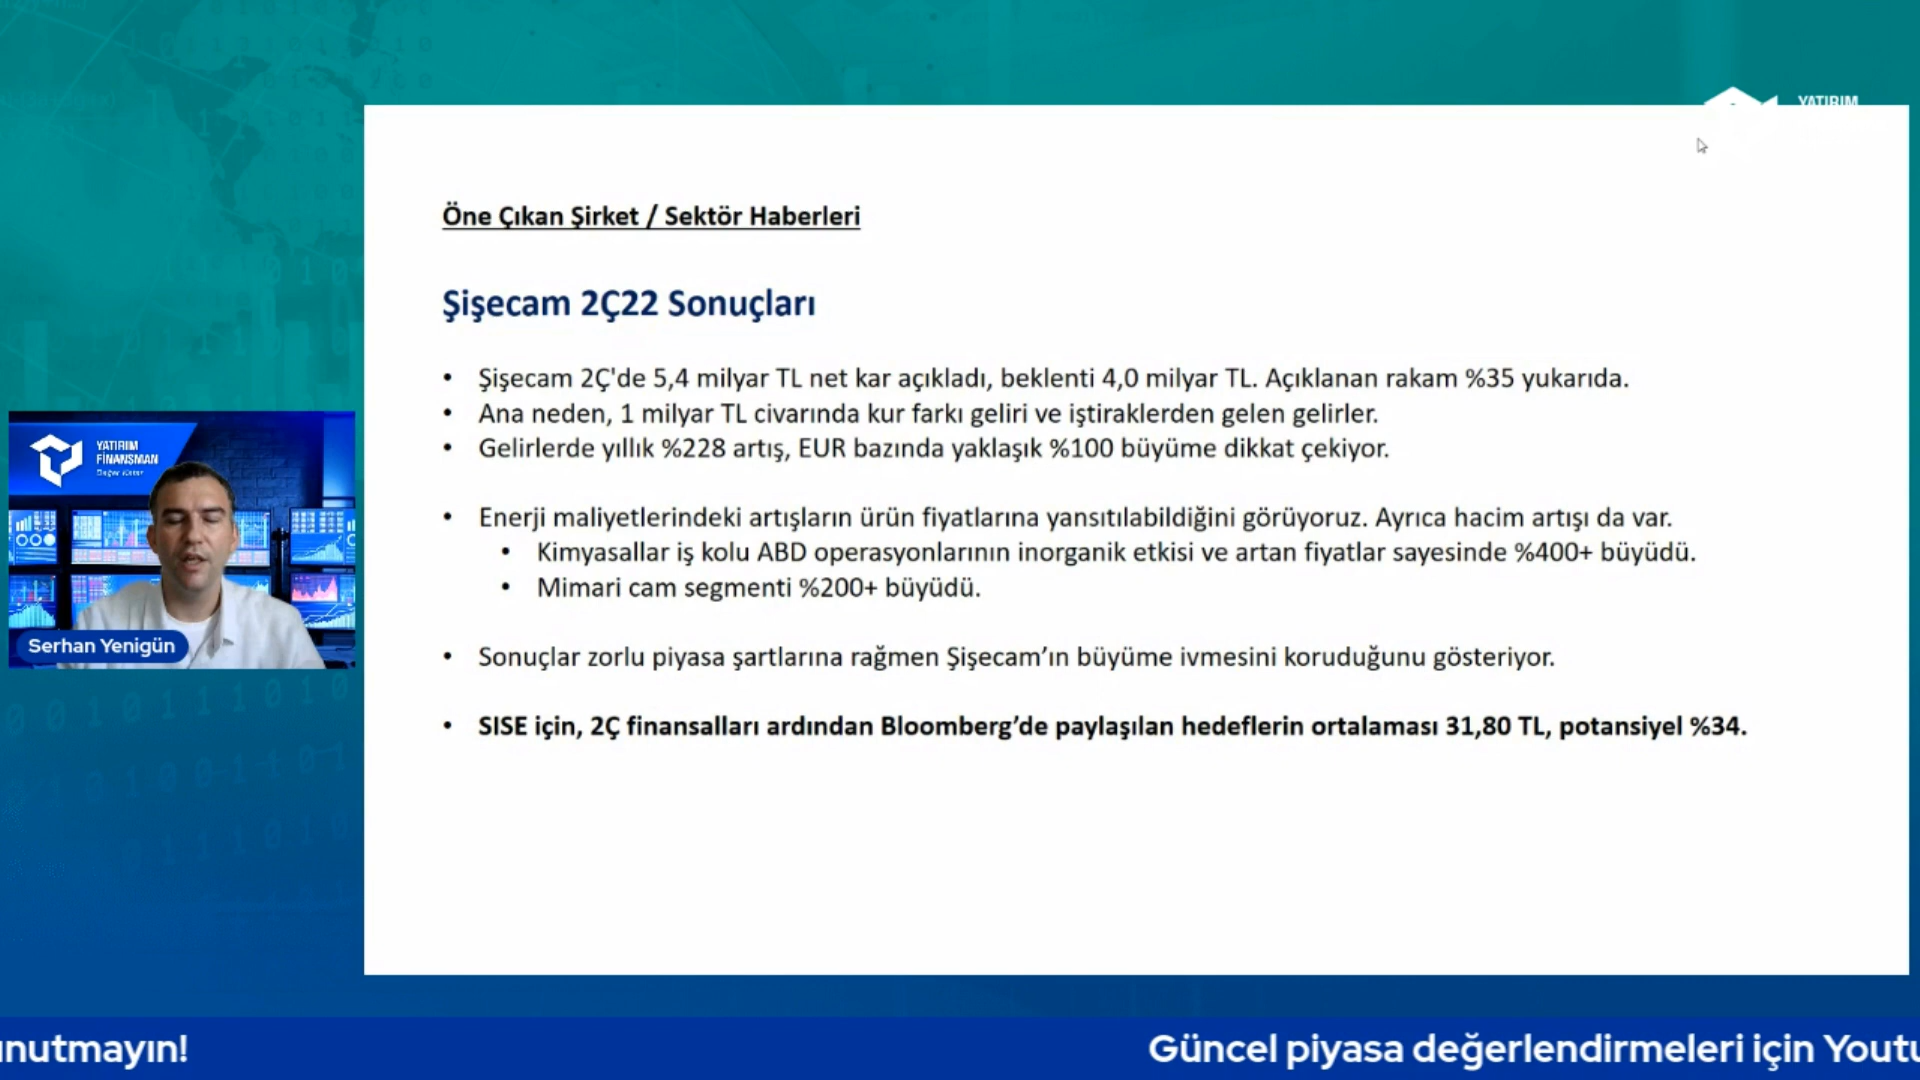 YATIRIM
Öne Çıkan Şirket / Sektör Haberleri
Şişecam 2Ç22 Sonuçları
• Şişecam 2Ç'de 5,4 milyar TL net kar açıkladı, beklenti 4,0 milyar TL. Açıklanan rakam %35 yukarıda.
• Ana neden, 1 milyar TL civarında kur farkı geliri ve iştiraklerden gelen gelirler.
• Gelirlerde yıllık %228 artış, EUR bazında yaklaşık %100 büyüme dikkat çekiyor.
• Enerji maliyetlerindeki artışların ürün fiyatlarına yansıtılabildiğini görüyoruz. Ayrıca hacim artışı da var.
• Kimyasallar iş kolu ABD operasyonlarının inorganik etkisi ve artan fiyatlar sayesinde %400+ büyüdü.
• Mimari cam segmenti %200+ büyüdü.
• Sonuçlar zorlu piyasa şartlarına rağmen Şişecam’ın büyüme ivmesini koruduğunu gösteriyor.
• SISE için, 2Ç finansalları ardından Bloomberg’de paylaşılan hedeflerin ortalaması 31,80 TL, potansiyel %34.
YATIRIM
FİNANSMAN
Serhan Yenigün
nutmayın!
Güncel piyasa değerlendirmeleri için Youtu